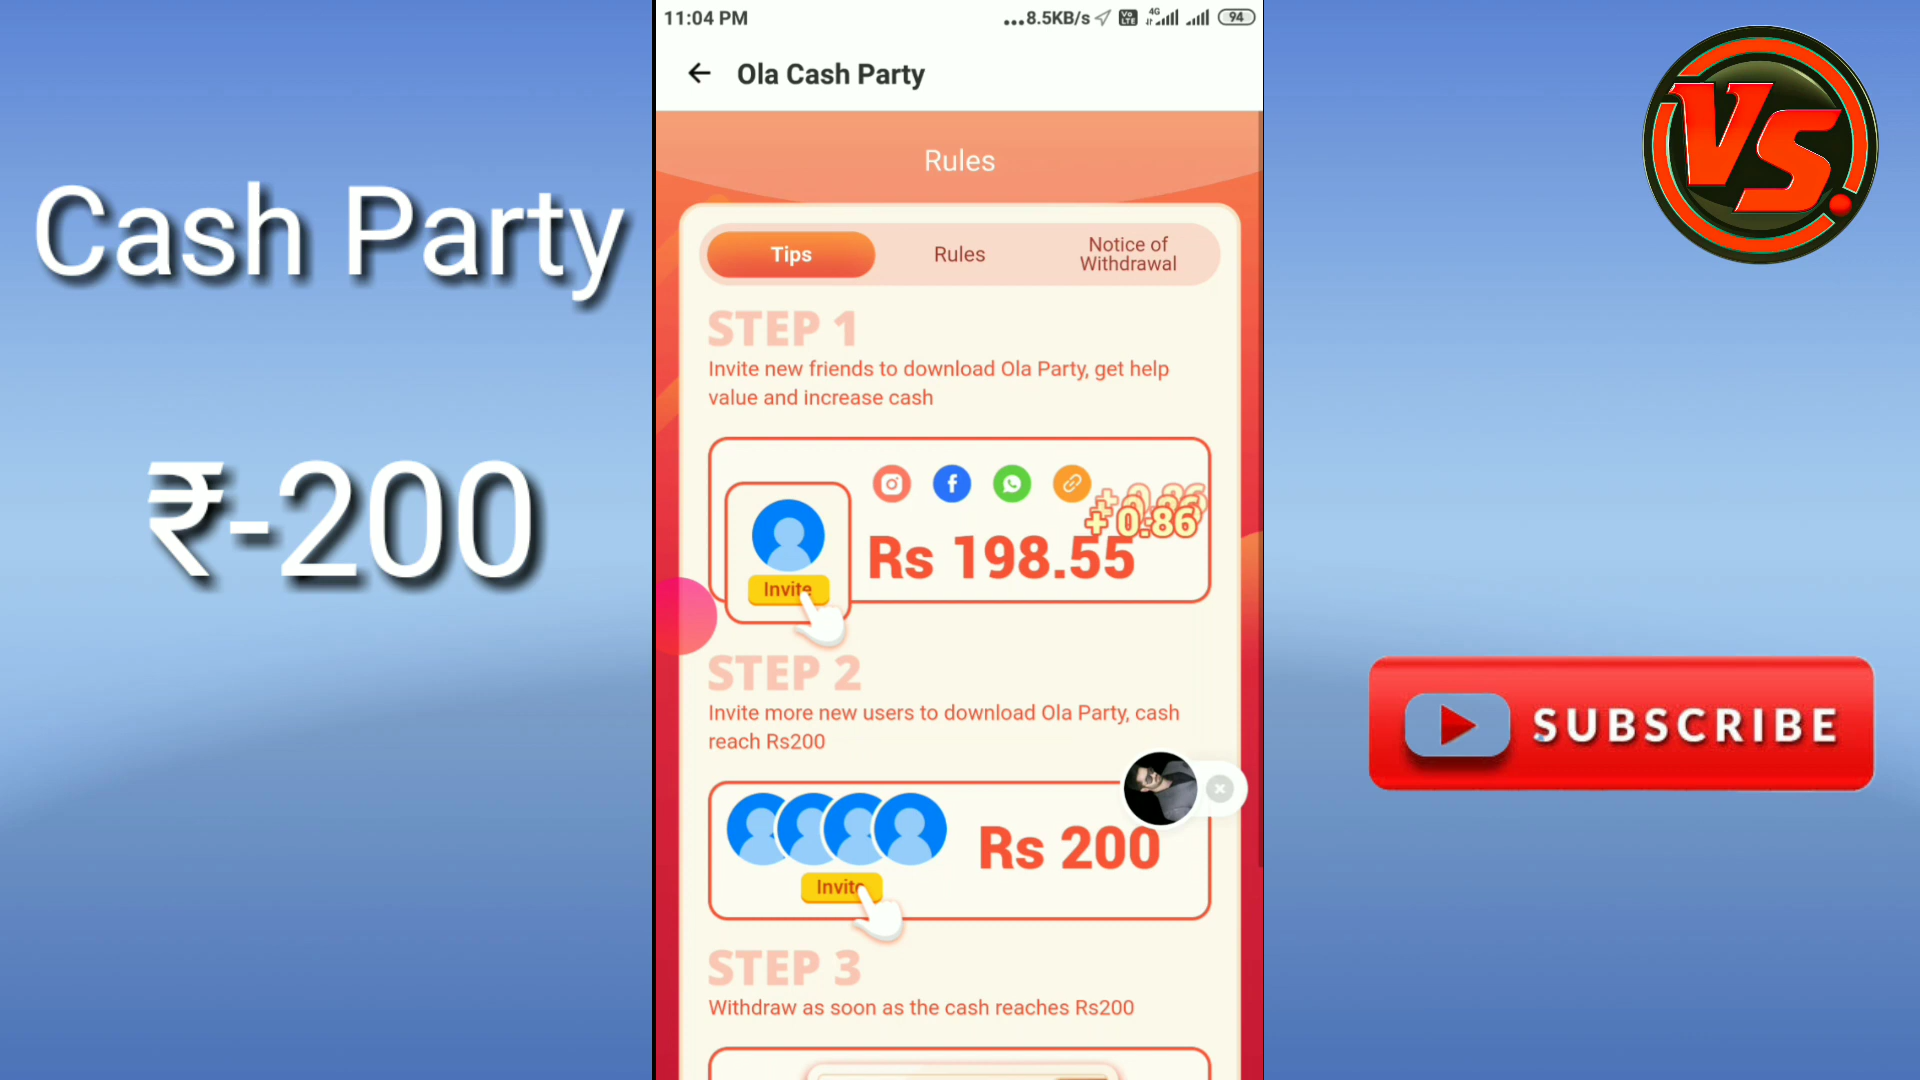 Cash Party
₹-200
11:04 PM
...8.5KB/s
Vo LTE
4G
94
Ola Cash Party
Rules
Tips
Rules
Notice of
Withdrawal
STEP 1
Invite new friends to download Ola Party, get help
value and increase cash
+ 0.86
Rs 198.55
Invite
STEP 2
Invite more new users to download Ola Party, cash
reach Rs200
Rs 200
Invite
STEP 3
Withdraw as soon as the cash reaches Rs200
VS.
SUBSCRIBE